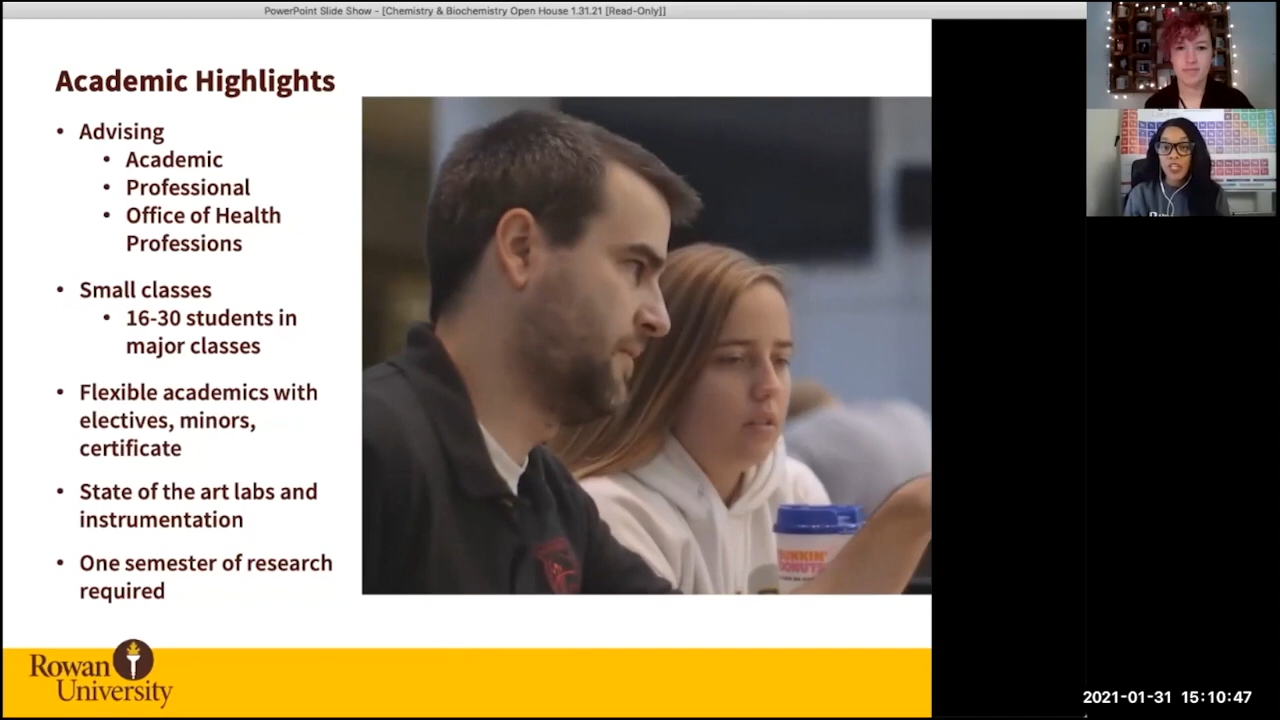 PowerPoint Slide Show - [Chemistry & Biochemistry Open House 1.31.21 [Read-Only]]
Academic Highlights
• Advising
• Academic
• Professional
• Office of Health
Professions
• Small classes
• 16-30 students in
major classes
• Flexible academics with
electives, minors,
certificate
• State of the art labs and
instrumentation
• One semester of research
required
DUNKIN'
DONUTS
Rowan
University
2021-01-31 15:10:47